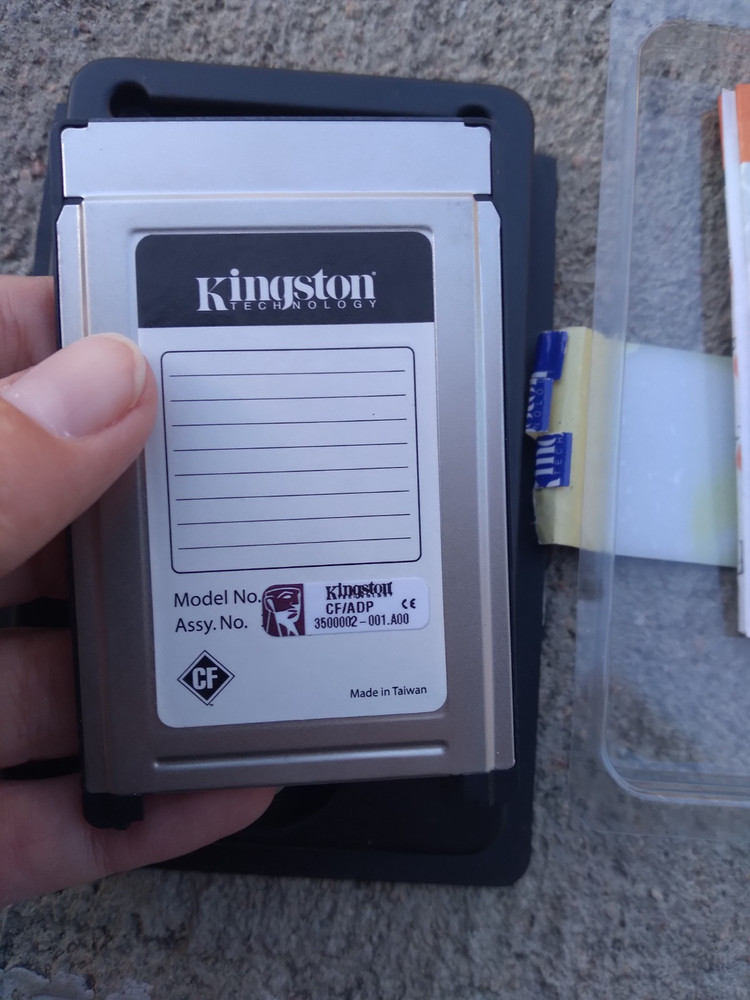 Kingston
TECHNOLOGY
Model No.
Assy. No.
Kingston
CF/ADP CE
3500002-001.A00
CF
Made in Taiwan